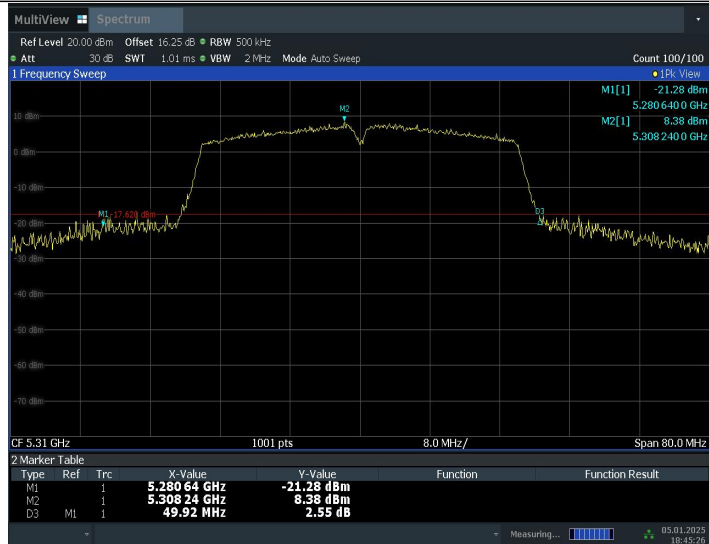 MultiView Spectrum
Ref Level 20.00 dBm Offset 16.25 dB RBW 500 kHz
Att 30 dB SWT 1.01 ms VBW 2 MHz Mode Auto Sweep Count 100/100
1 Frequency Sweep 1Pk View
M1[1] -21.28 dBm
5.280 640 0 GHz
M2[1] 8.38 dBm
5.308 240 0 GHz
M2
10 dBm
0 dBm
-10 dBm
M1 -17.620 dBm
D3
-20 dBm
-30 dBm
-50 dBm
-60 dBm
-70 dBm
CF 5.31 GHz 1001 pts 8.0 MHz/ Span 80.0 MHz
2 Marker Table
Type Ref Trc X-Value Y-Value Function Function Result
M1 1 5.280 64 GHz -21.28 dBm
M2 1 5.308 24 GHz 8.38 dBm
D3 M1 1 49.92 MHz 2.55 dB
Measuring... 05.01.2025
18:45:26